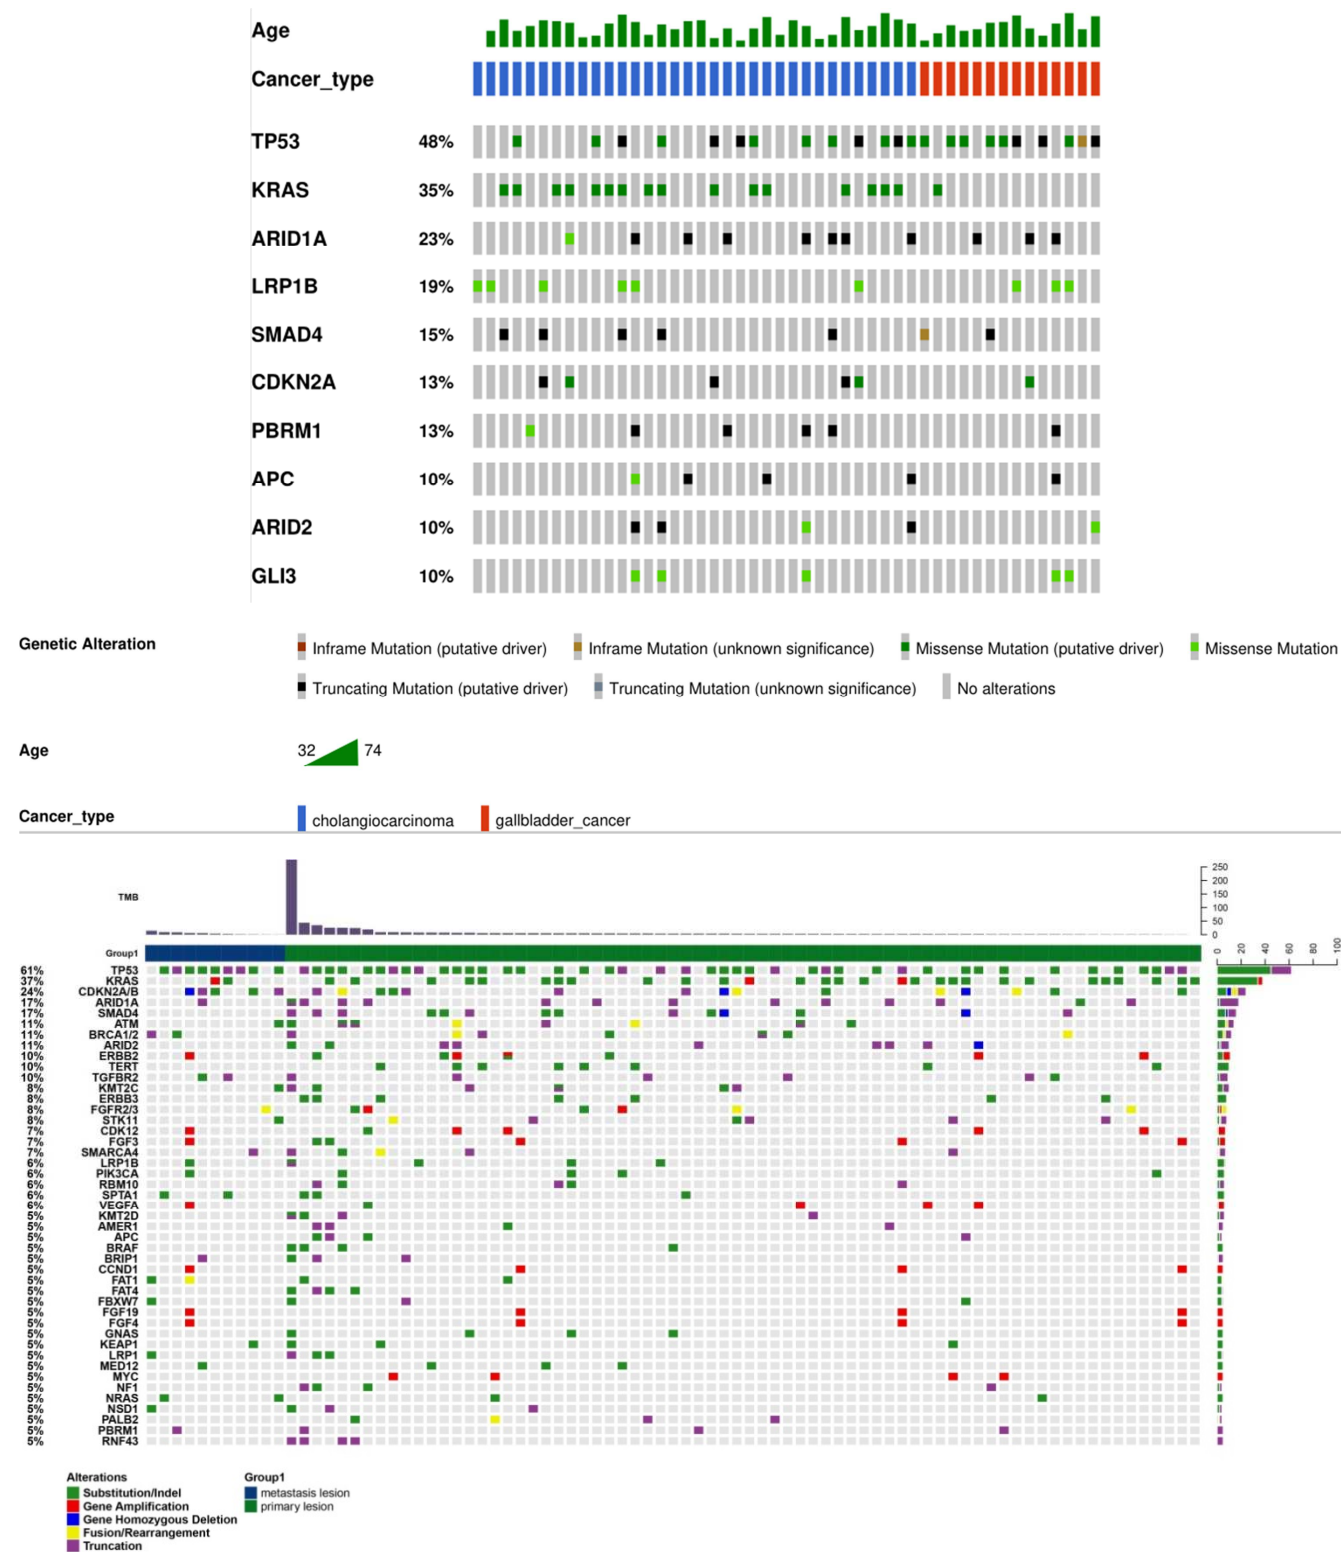 Age
Cancer_type
TP53 48%
KRAS 35%
ARID1A 23%
LRP1B 19%
SMAD4 15%
CDKN2A 13%
PBRM1 13%
APC 10%
ARID2 10%
GLI3 10%
Genetic Alteration
Inframe Mutation (putative driver) Inframe Mutation (unknown significance) Missense Mutation (putative driver) Missense Mutation
Truncating Mutation (putative driver) Truncating Mutation (unknown significance) No alterations
Age 32 74
Cancer_type cholangiocarcinoma gallbladder_cancer
TMB
250
200
150
100
50
0
Group1
0 20 40 60 80 100
61% TP53
37% KRAS
24% CDKN2A/B
17% ARID1A
17% SMAD4
11% ATM
11% BRCA1/2
11% ARID2
10% ERBB2
10% TERT
10% TGFBR2
8% KMT2C
8% ERBB3
8% FGFR2/3
8% STK11
7% CDK12
7% FGF3
7% SMARCA4
6% LRP1B
6% PIK3CA
6% RBM10
6% SPTA1
6% VEGFA
5% KMT2D
5% AMER1
5% APC
5% BRAF
5% BRIP1
5% CCND1
5% FAT1
5% FAT4
5% FBXW7
5% FGF19
5% FGF4
5% GNAS
5% KEAP1
5% LRP1
5% MED12
5% MYC
5% NF1
5% NRAS
5% NSD1
5% PALB2
5% PBRM1
5% RNF43
Alterations Group1
Substitution/Indel metastasis lesion
Gene Amplification primary lesion
Gene Homozygous Deletion
Fusion/Rearrangement
Truncation